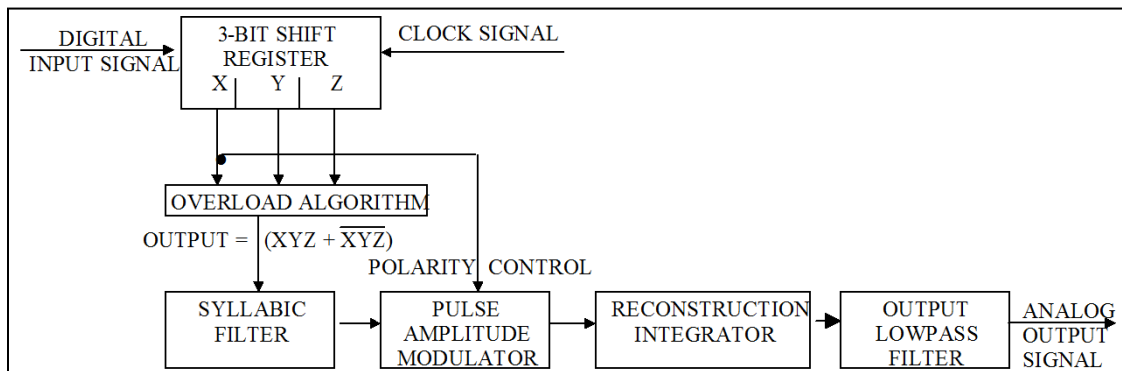 DIGITAL
INPUT SIGNAL
3-BIT SHIFT
REGISTER
X Y Z
CLOCK SIGNAL
OVERLOAD ALGORITHM
OUTPUT = (XYZ + X̅Y̅Z̅)
POLARITY CONTROL
SYLLABIC
FILTER
PULSE
AMPLITUDE
MODULATOR
RECONSTRUCTION
INTEGRATOR
OUTPUT
LOWPASS
FILTER
ANALOG
OUTPUT
SIGNAL